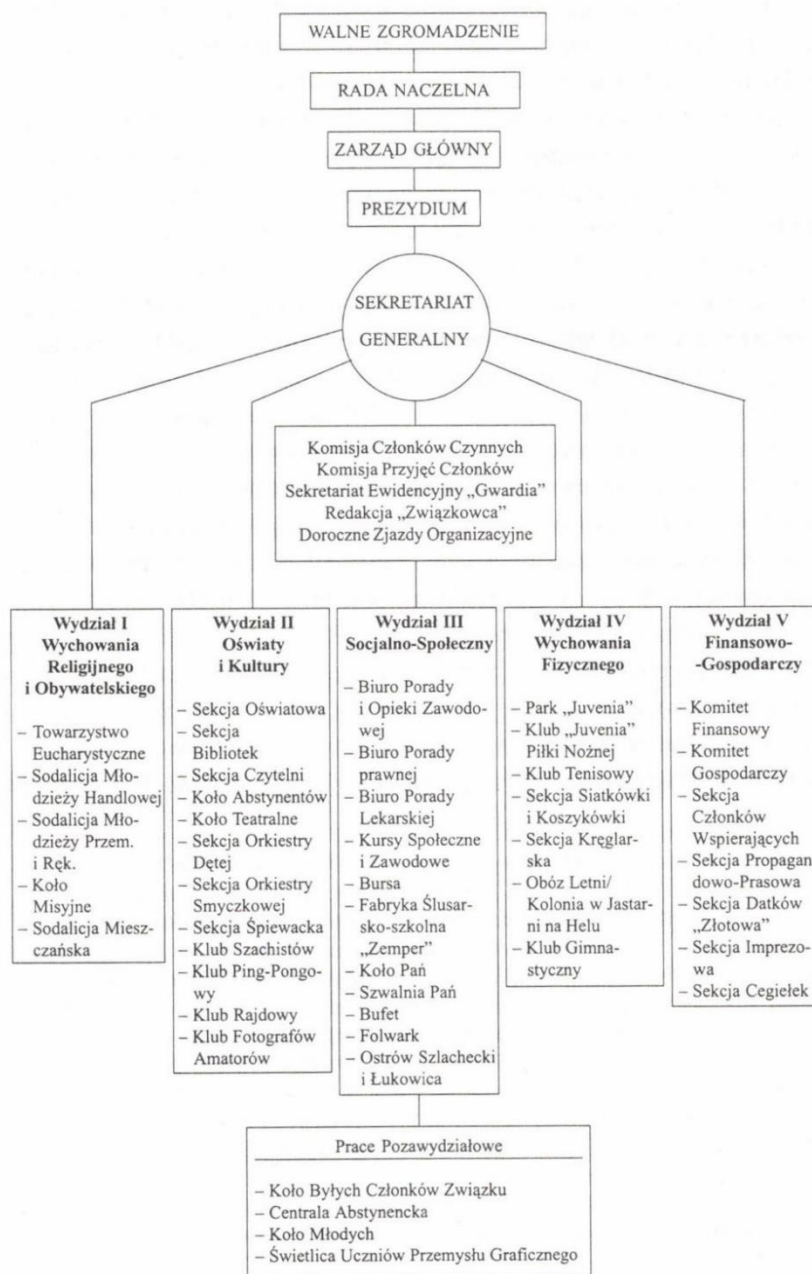 WALNE ZGROMADZENIE
RADA NACZELNA
ZARZĄD GŁÓWNY
PREZYDIUM
SEKRETARIAT
GENERALNY
Komisja Członków Czynnych
Komisja Przyjęć Członków
Sekretariat Ewidencyjny „Gwardia”
Redakcja „Związkowca”
Doroczne Zjazdy Organizacyjne
Wydział I
Wychowania
Religijnego
i Obywatelskiego
– Towarzystwo
Eucharystyczne
– Sodalicja Mło-
dzieży Handlowej
– Sodalicja Mło-
dzieży Przem.
i Ręk.
– Koło
Misyjne
– Sodalicja Miesz-
czańska
Wydział II
Oświaty
i Kultury
– Sekcja Oświatowa
– Sekcja
Bibliotek
– Sekcja Czytelni
– Koło Abstynentów
– Koło Teatralne
– Sekcja Orkiestry
Dętej
– Sekcja Orkiestry
Smyczkowej
– Sekcja Śpiewacka
– Klub Szachistów
– Klub Ping-Pongo-
wy
– Klub Rajdowy
– Klub Fotografów
Amatorów
Wydział III
Socjalno-Społeczny
– Biuro Porady
i Opieki Zawodo-
wej
– Biuro Porady
prawnej
– Biuro Porady
Lekarskiej
– Kursy Społeczne
i Zawodowe
– Bursa
– Fabryka Ślusar-
sko-szkolna
„Zemper”
– Koło Pań
– Szwalnia Pań
– Bufet
– Folwark
– Ostrów Szlachecki
i Łukowica
Wydział IV
Wychowania
Fizycznego
– Park „Juvenia”
– Klub „Juvenia”
Piłki Nożnej
– Klub Tenisowy
– Sekcja Siatkówki
i Koszykówki
– Sekcja Kręglar-
ska
– Obóz Letni/
Kolonia w Jastar-
ni na Helu
– Klub Gimna-
styczny
Wydział V
Finansowo-
-Gospodarczy
– Komitet
Finansowy
– Komitet
Gospodarczy
– Sekcja
Członków
Wspierających
– Sekcja Propagan
dowo-Prasowa
– Sekcja Datków
„Złotowa”
– Sekcja Imprezo-
wa
– Sekcja Cegiełek
Prace Pozawydziałowe
– Koło Byłych Członków Związku
– Centrala Abstynencka
– Koło Młodych
– Świetlica Uczniów Przemysłu Graficznego